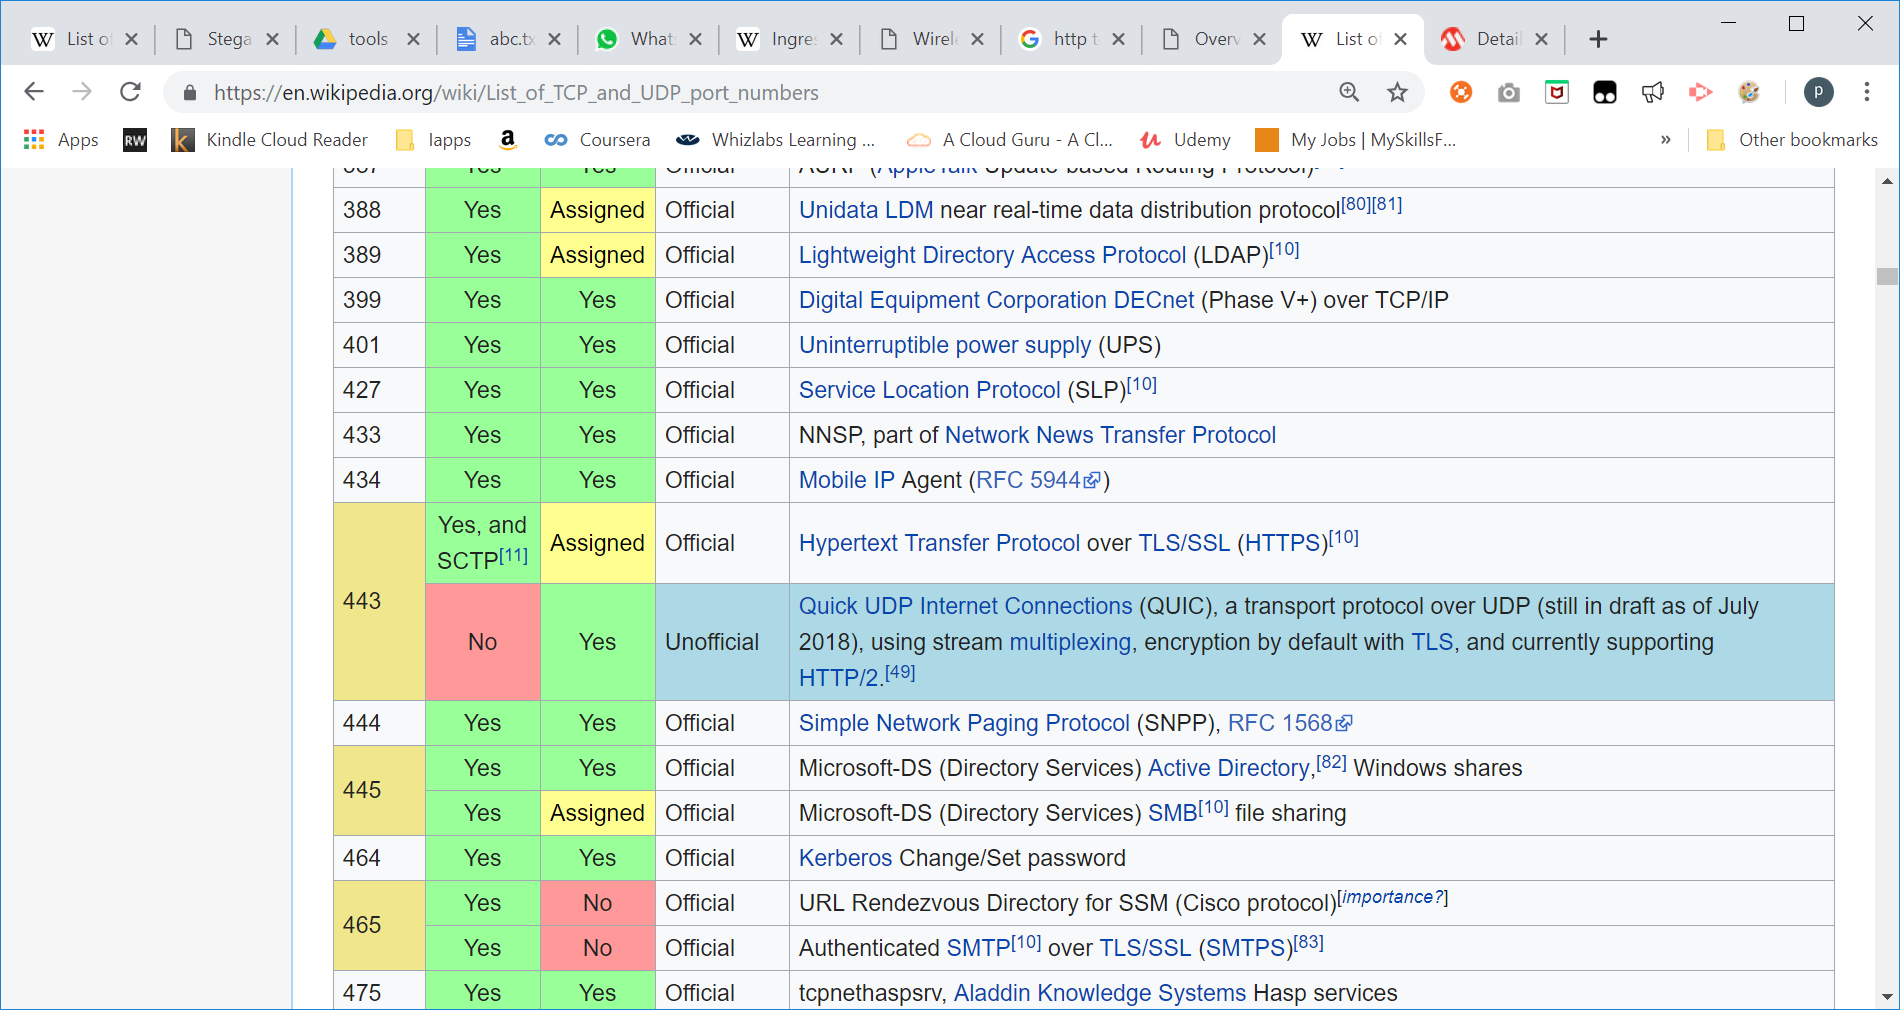 List of
Stega
tools
abc.tx
What
Ingre
Wirel
http t
Over
List of
Detail
https://en.wikipedia.org/wiki/List_of_TCP_and_UDP_port_numbers
p
Apps RW Kindle Cloud Reader Iapps Coursera Whizlabs Learning ... A Cloud Guru - A Cl... Udemy My Jobs | MySkillsF... » Other bookmarks
388 Yes Assigned Official Unidata LDM near real-time data distribution protocol[80][81]
389 Yes Assigned Official Lightweight Directory Access Protocol (LDAP)[10]
399 Yes Yes Official Digital Equipment Corporation DECnet (Phase V+) over TCP/IP
401 Yes Yes Official Uninterruptible power supply (UPS)
427 Yes Yes Official Service Location Protocol (SLP)[10]
433 Yes Yes Official NNSP, part of Network News Transfer Protocol
434 Yes Yes Official Mobile IP Agent (RFC 5944)
443
Yes, and
SCTP[11]
Assigned Official Hypertext Transfer Protocol over TLS/SSL (HTTPS)[10]
No Yes Unofficial
Quick UDP Internet Connections (QUIC), a transport protocol over UDP (still in draft as of July
2018), using stream multiplexing, encryption by default with TLS, and currently supporting
HTTP/2.[49]
444 Yes Yes Official Simple Network Paging Protocol (SNPP), RFC 1568
445
Yes Yes Official Microsoft-DS (Directory Services) Active Directory,[82] Windows shares
Yes Assigned Official Microsoft-DS (Directory Services) SMB[10] file sharing
464 Yes Yes Official Kerberos Change/Set password
465
Yes No Official URL Rendezvous Directory for SSM (Cisco protocol)[importance?]
Yes No Official Authenticated SMTP[10] over TLS/SSL (SMTPS)[83]
475 Yes Yes Official tcpnethaspsrv, Aladdin Knowledge Systems Hasp services